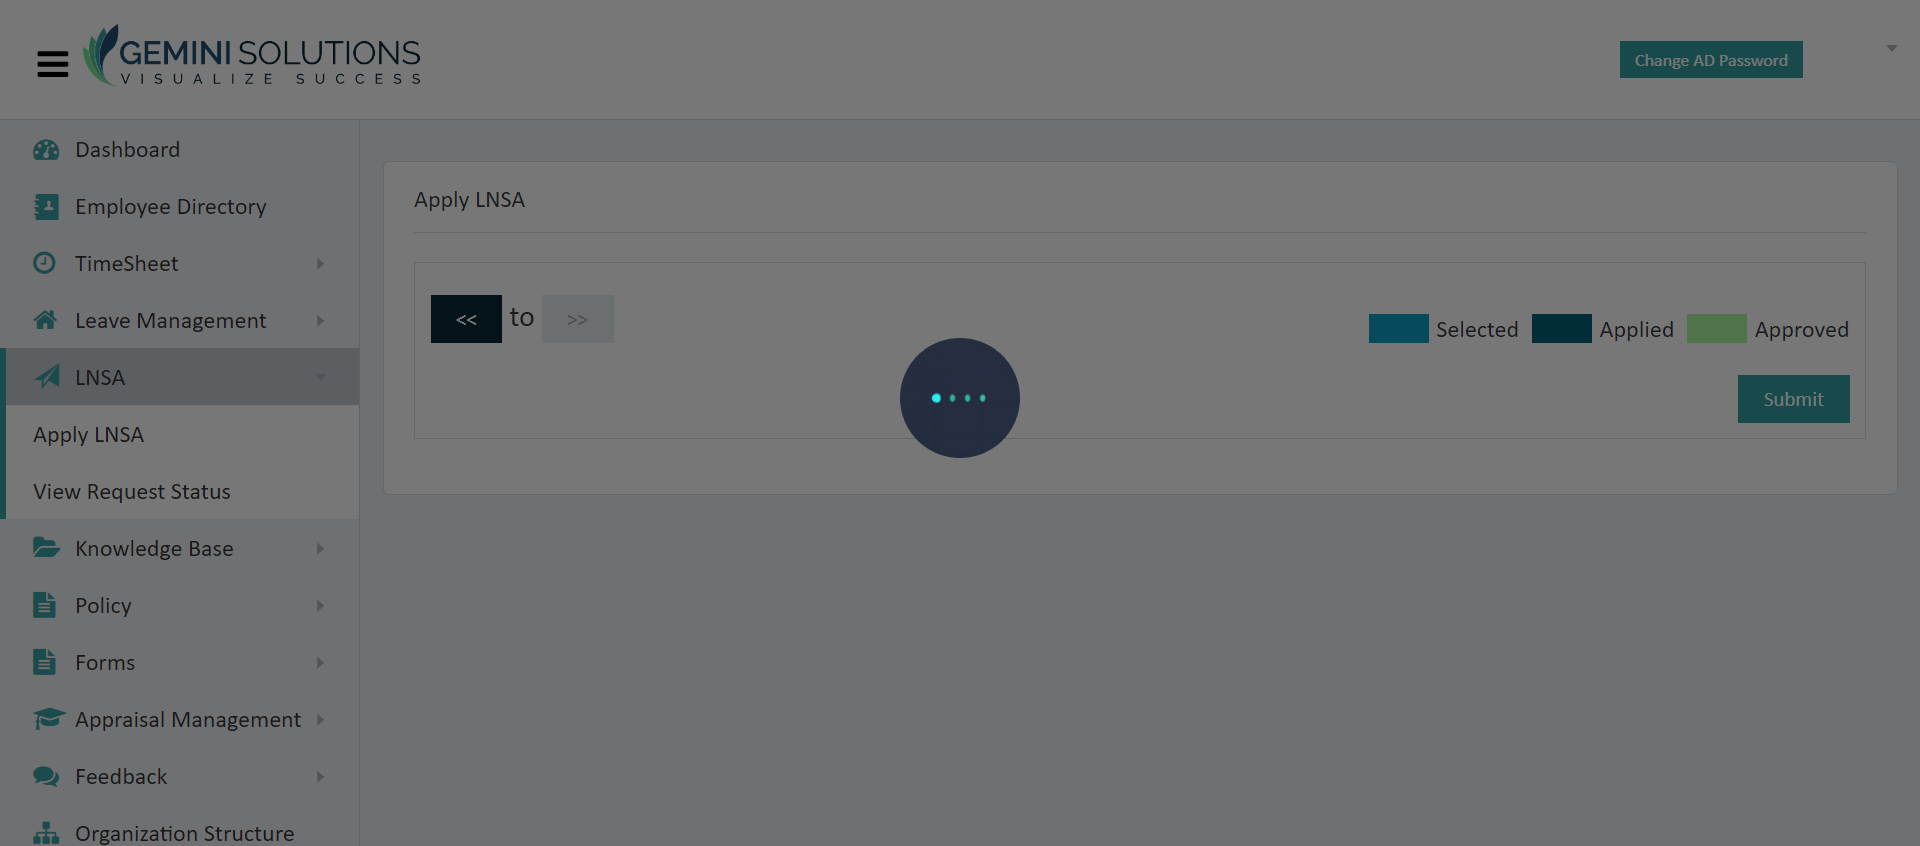 GEMINI SOLUTIONS
VISUALIZE SUCCESS
Change AD Password
Dashboard
Employee Directory
TimeSheet
Leave Management
LNSA
Apply LNSA
View Request Status
Knowledge Base
Policy
Forms
Appraisal Management
Feedback
Organization Structure
Apply LNSA
<< to >>
Selected Applied Approved
Submit